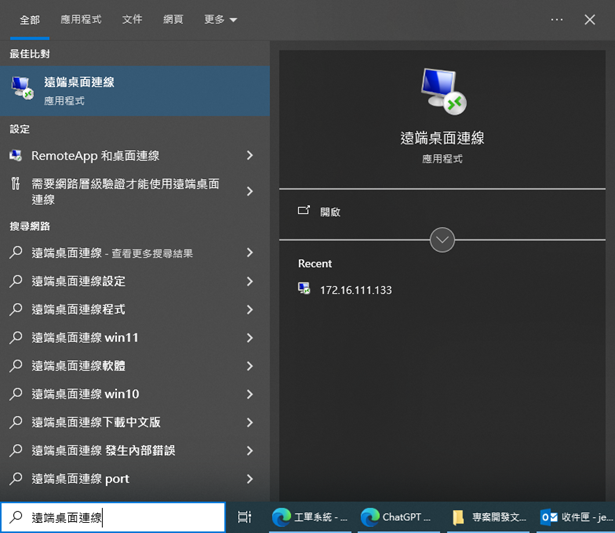 全部 應用程式 文件 網頁 更多
最佳比對
遠端桌面連線
應用程式
設定
RemoteApp 和桌面連線
需要網路層級驗證才能使用遠端桌面
連線
搜尋網路
遠端桌面連線 - 查看更多搜尋結果
遠端桌面連線設定
遠端桌面連線程式
遠端桌面連線 win11
遠端桌面連線軟體
遠端桌面連線 win10
遠端桌面連線下載中文版
遠端桌面連線 發生內部錯誤
遠端桌面連線 port
遠端桌面連線
應用程式
開啟
Recent
172.16.111.133
遠端桌面連線
工單系統 - ...
ChatGPT ...
專案開發文...
收件匣 - je...